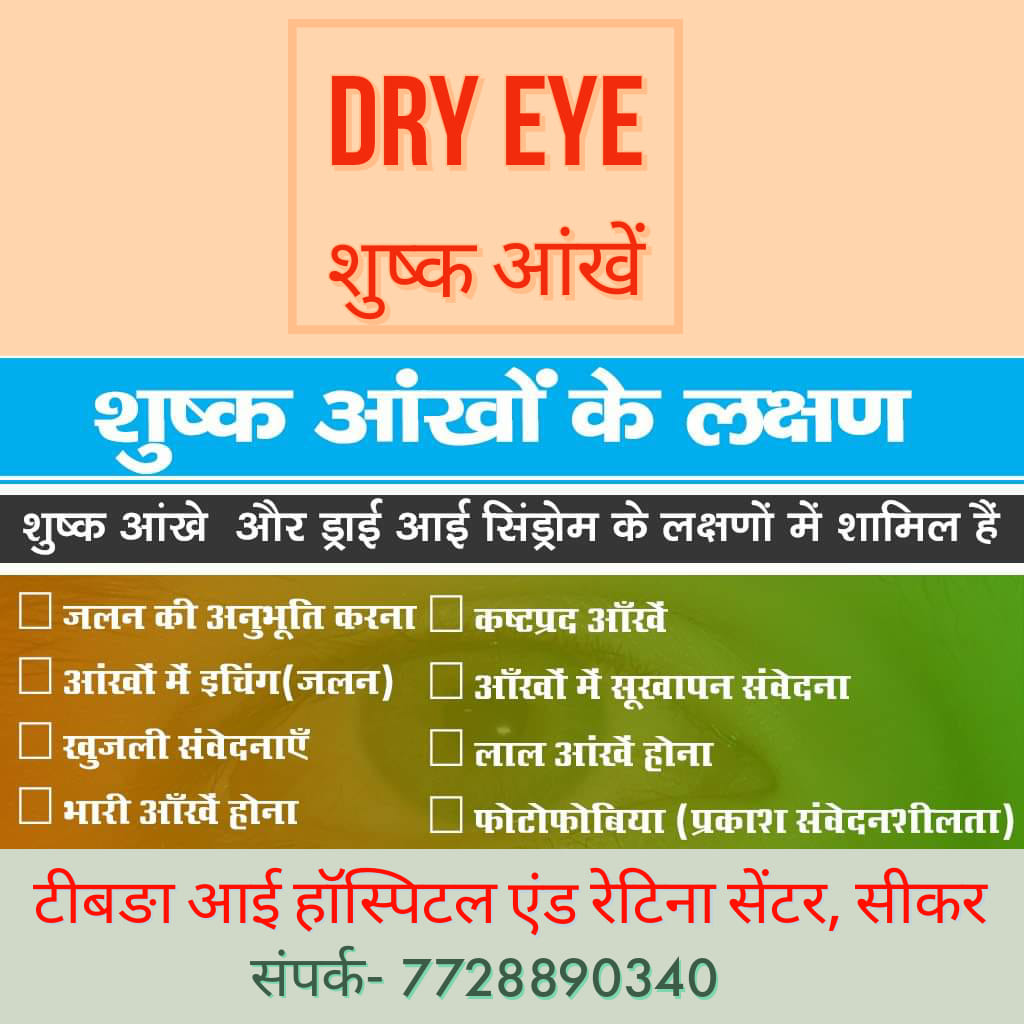 DRY EYE
शुष्क आंखें
शुष्क आंखों के लक्षण
शुष्क आंखे और ड्राई आई सिंड्रोम के लक्षणों में शामिल हैं
जलन की अनुभूति करना
आंखों में इचिंग(जलन)
खुजली संवेदनाएँ
भारी आँखें होना
कष्टप्रद आँखें
आँखों में सूखापन संवेदना
लाल आंखें होना
फोटोफोबिया (प्रकाश संवेदनशीलता)
टीबङा आई हॉस्पिटल एंड रेटिना सेंटर, सीकर
संपर्क- 7728890340